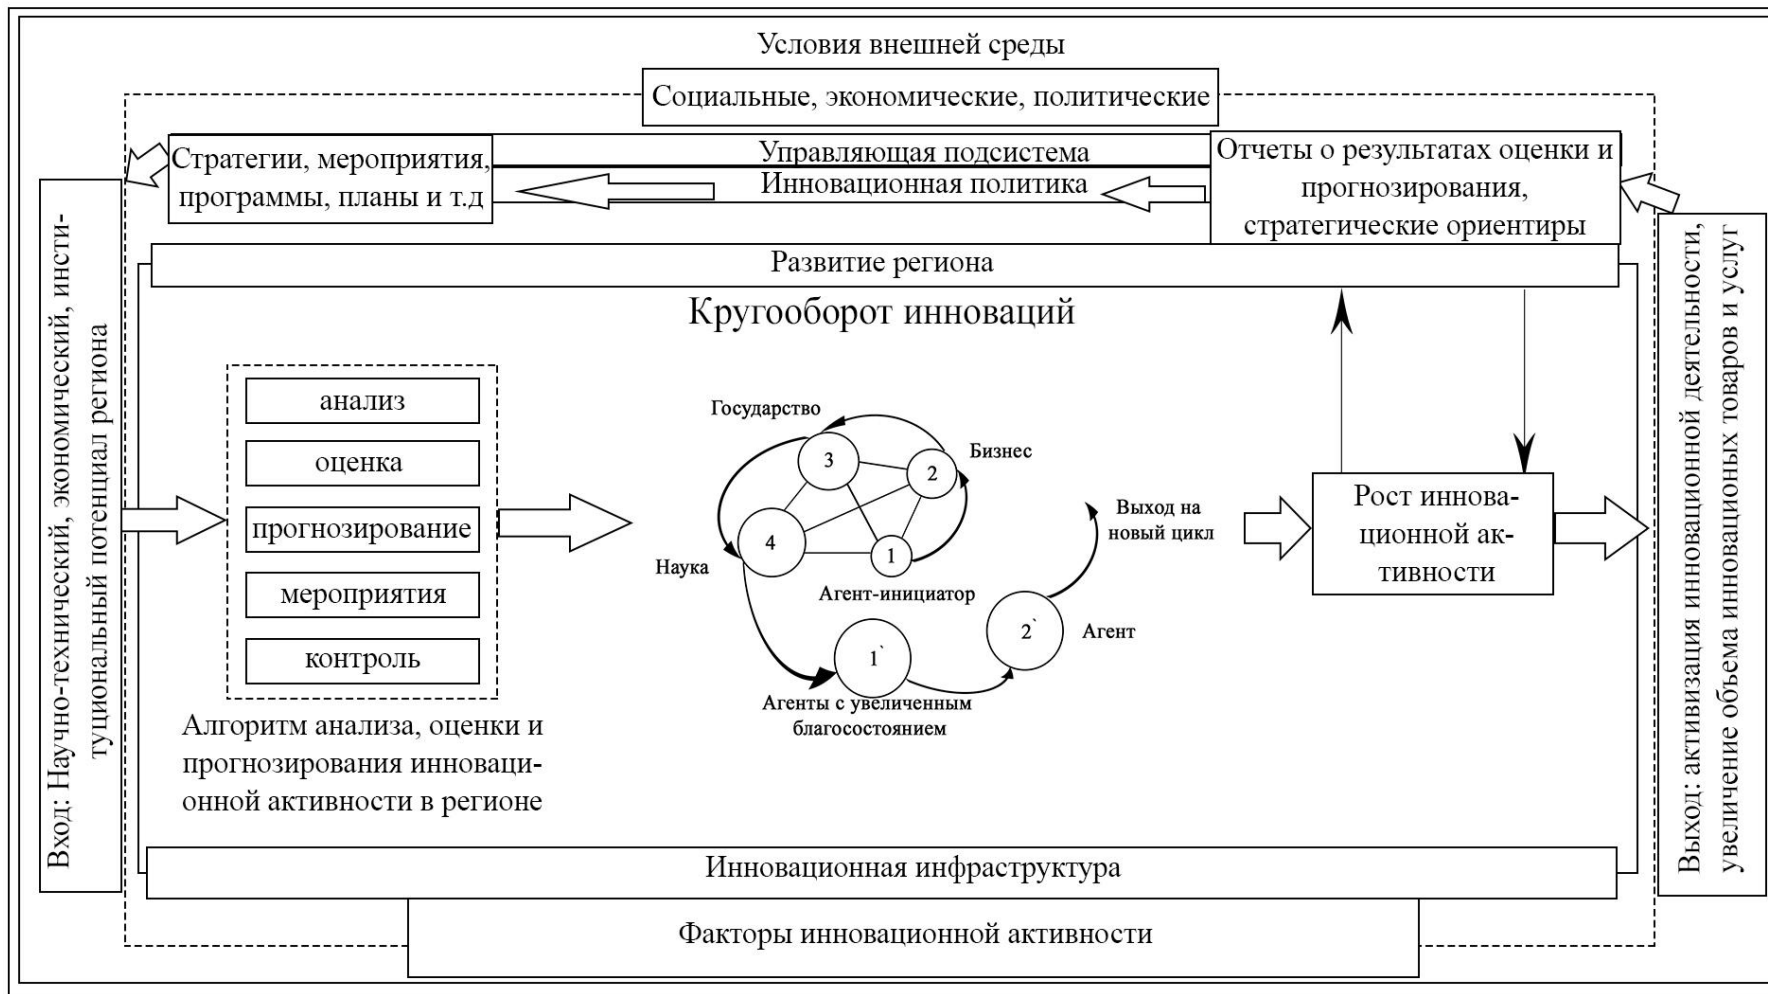 Условия внешней среды
Социальные, экономические, политические
Стратегии, мероприятия,
программы, планы и т.д
Управляющая подсистема
Инновационная политика
Отчеты о результатах оценки и
прогнозирования,
стратегические ориентиры
Развитие региона
Кругооборот инноваций
Вход: Научно-технический, экономический, инсти-
туциональный потенциал региона
анализ
оценка
прогнозирование
мероприятия
контроль
Алгоритм анализа, оценки и
прогнозирования инноваци-
онной активности в регионе
Государство
3
Бизнес
2
4
Наука
1
Агент-инициатор
1`
Агенты с увеличенным
благосостоянием
2`
Агент
Выход на
новый цикл
Рост иннова-
ционной ак-
тивности
Выход: активизация инновационной деятельности,
увеличение объема инновационных товаров и услуг
Инновационная инфраструктура
Факторы инновационной активности